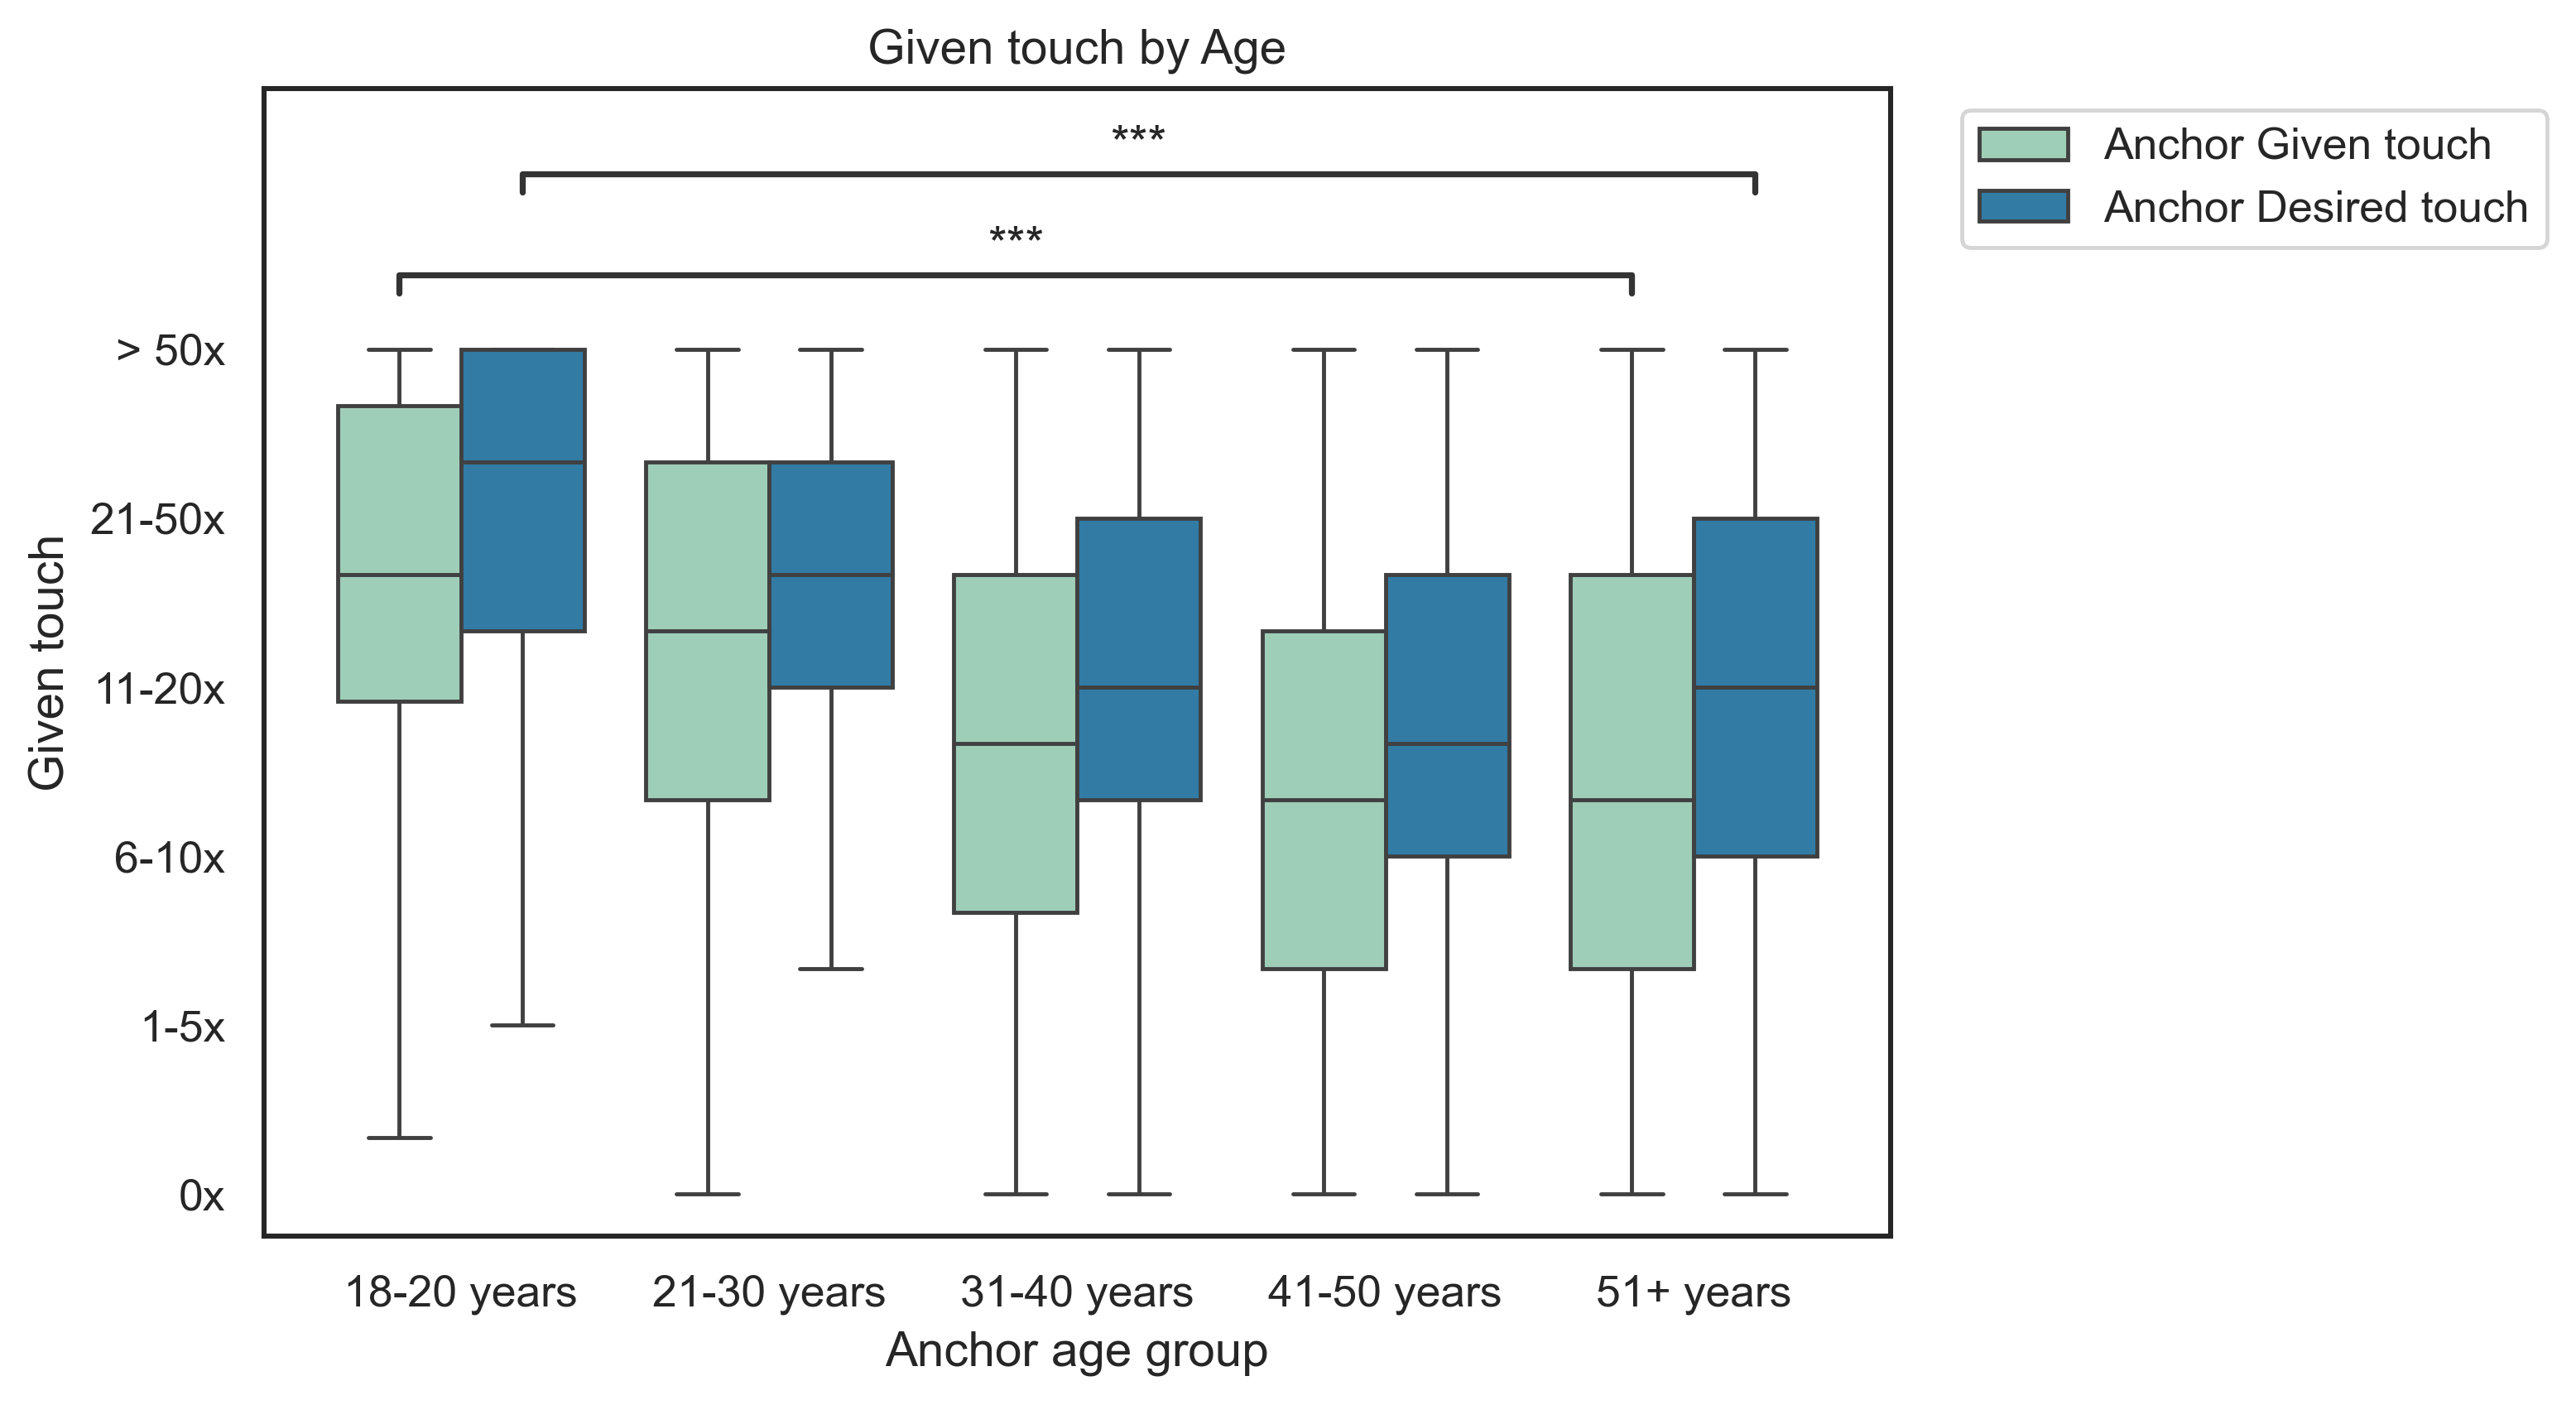 Given touch by Age
***
***
Anchor Given touch
Anchor Desired touch
Given touch
> 50x
21-50x
11-20x
6-10x
1-5x
0x
18-20 years
21-30 years
31-40 years
41-50 years
51+ years
Anchor age group